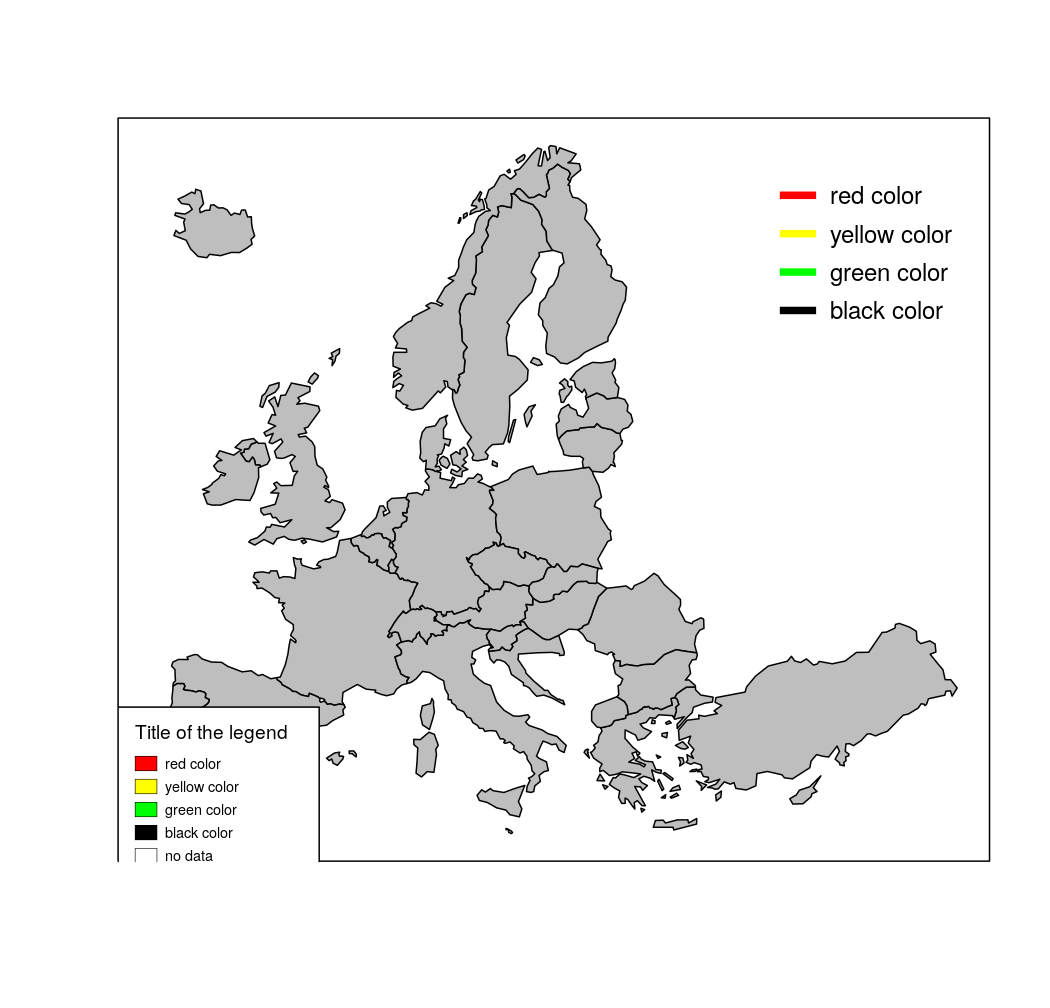 red color
yellow color
green color
black color
Title of the legend
red color
yellow color
green color
black color
no data